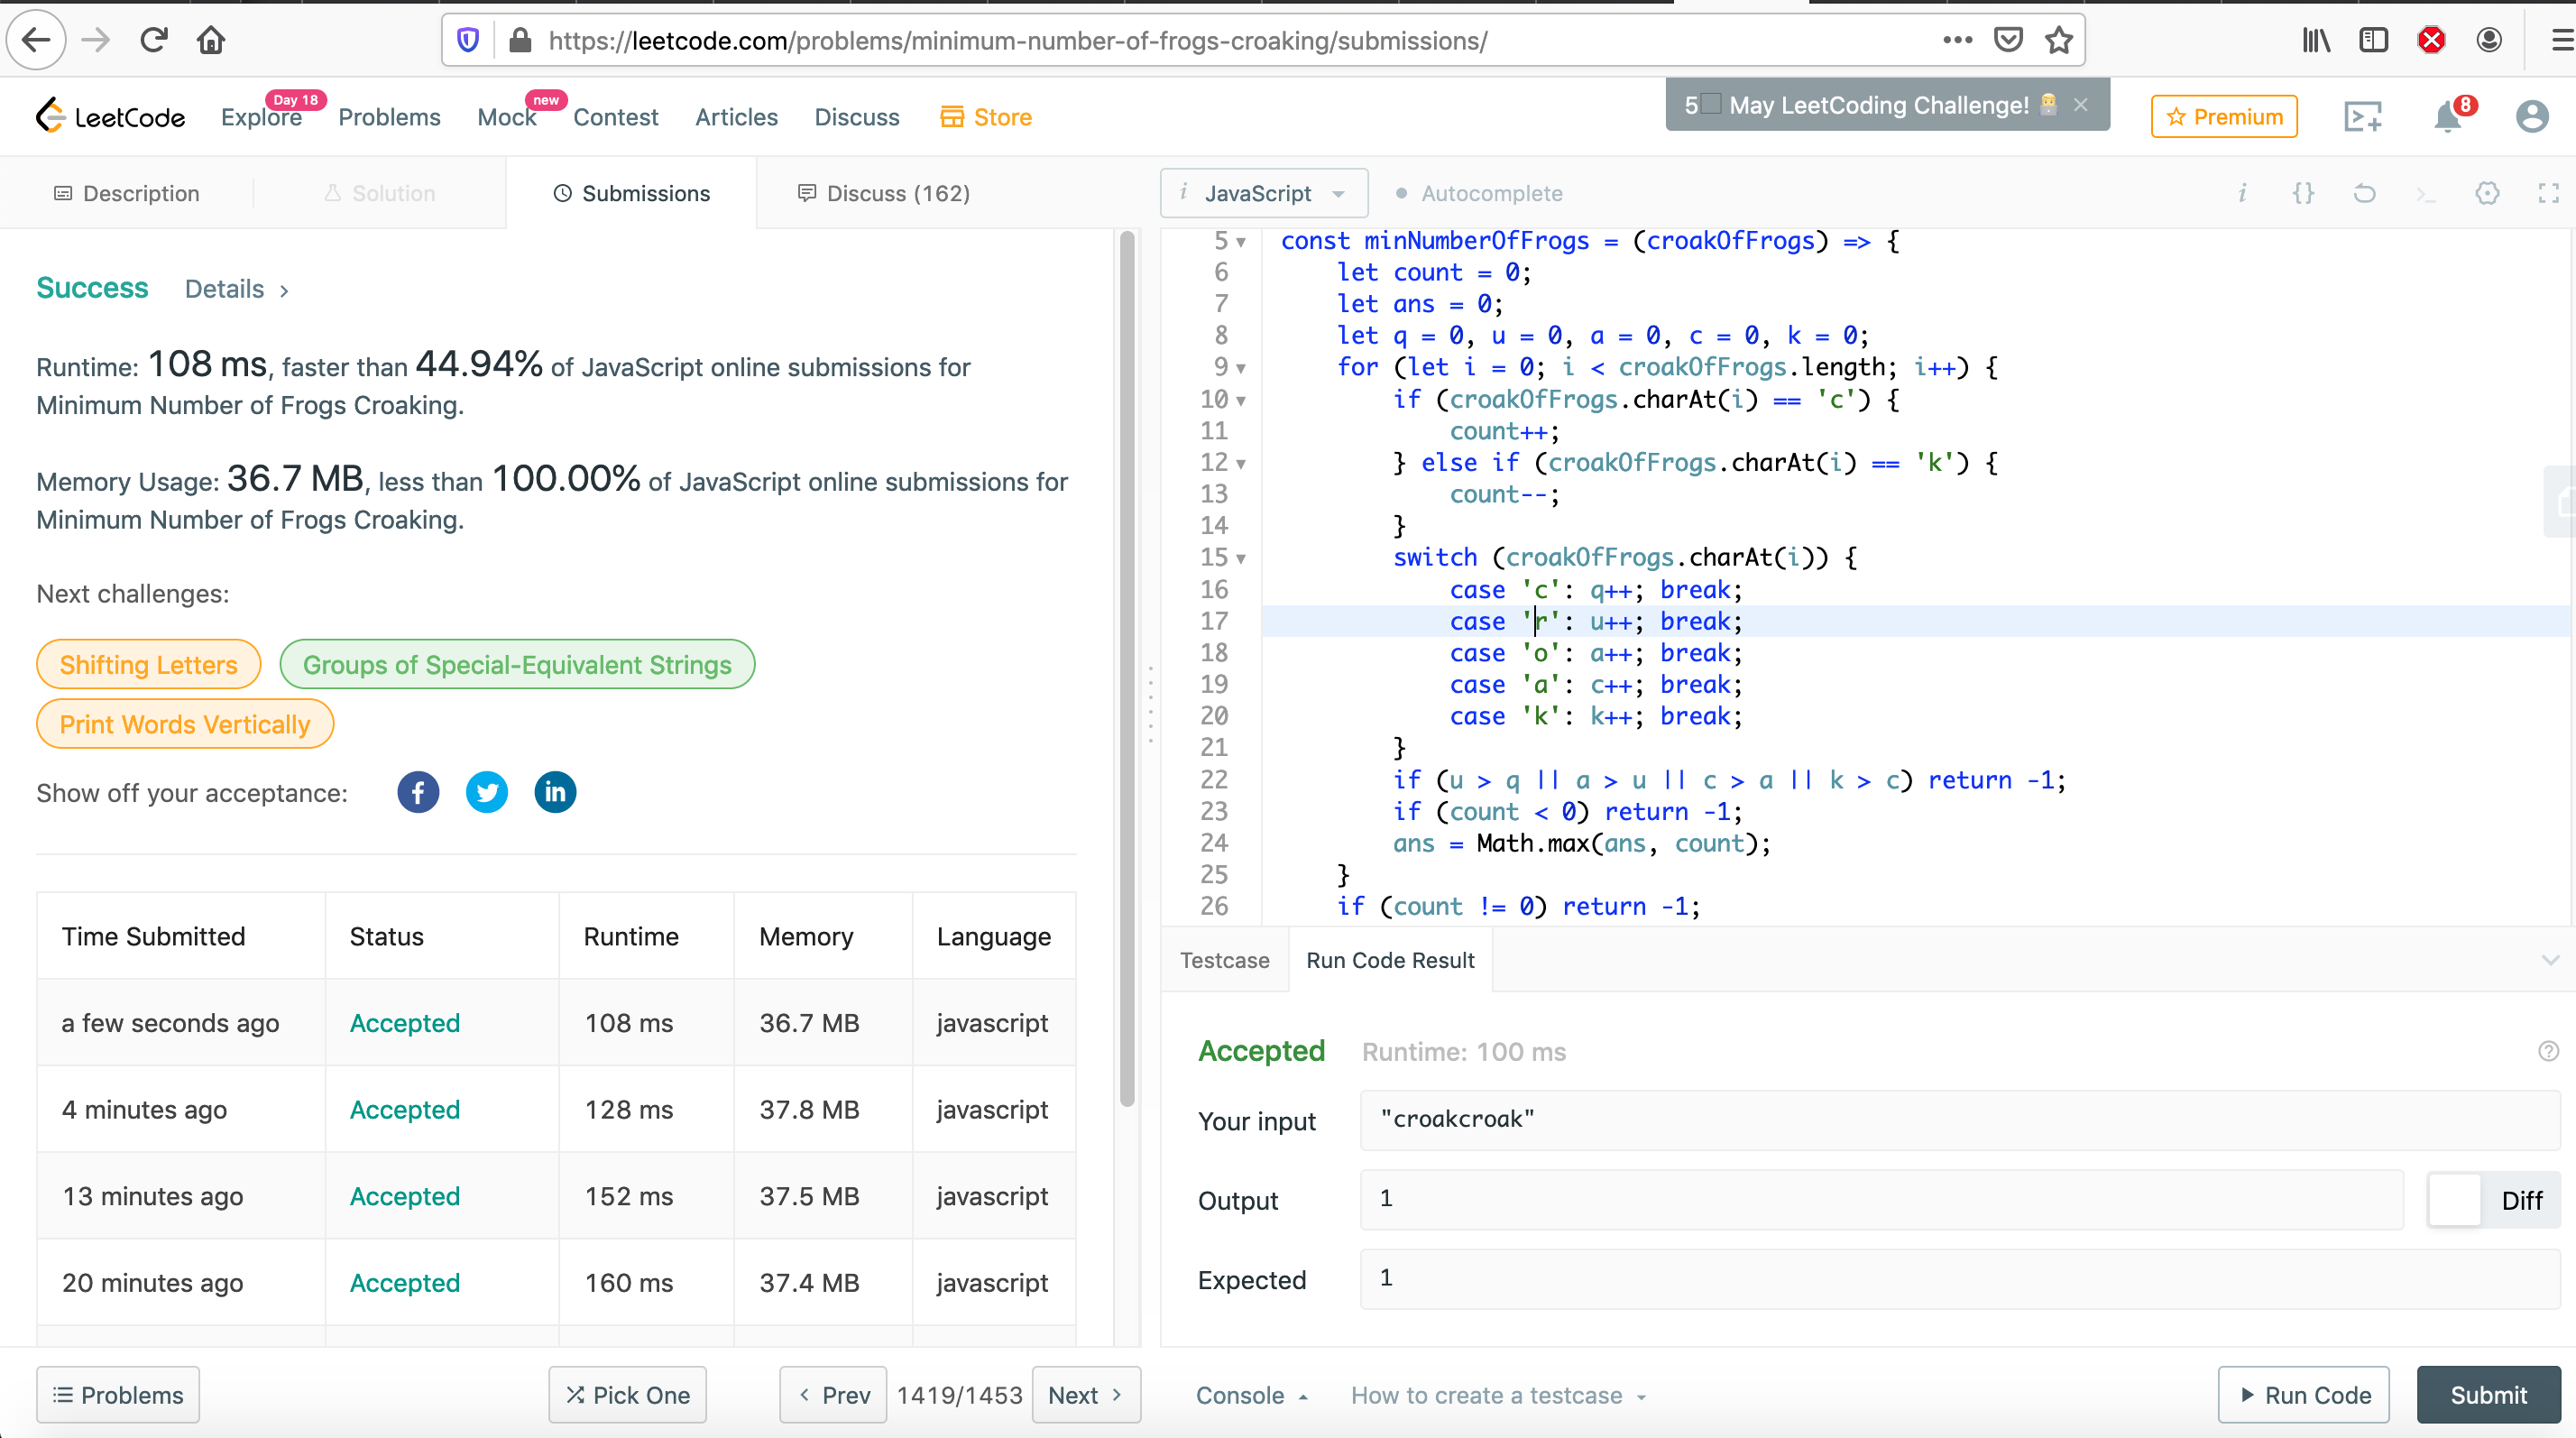 https://leetcode.com/problems/minimum-number-of-frogs-croaking/submissions/
LeetCode
Explore
Day 18
Problems
Mock
new
Contest
Articles
Discuss
Store
5 May LeetCoding Challenge!
Premium
8
Description
Solution
Submissions
Discuss (162)
Success
Details >
Runtime: 108 ms, faster than 44.94% of JavaScript online submissions for
Minimum Number of Frogs Croaking.
Memory Usage: 36.7 MB, less than 100.00% of JavaScript online submissions for
Minimum Number of Frogs Croaking.
Next challenges:
Shifting Letters
Groups of Special-Equivalent Strings
Print Words Vertically
Show off your acceptance:
Time Submitted Status Runtime Memory Language
a few seconds ago Accepted 108 ms 36.7 MB javascript
4 minutes ago Accepted 128 ms 37.8 MB javascript
13 minutes ago Accepted 152 ms 37.5 MB javascript
20 minutes ago Accepted 160 ms 37.4 MB javascript
Problems
Pick One
< Prev
1419/1453
Next >
i JavaScript
Autocomplete
5 const minNumberOfFrogs = (croakOfFrogs) => {
6 let count = 0;
7 let ans = 0;
8 let q = 0, u = 0, a = 0, c = 0, k = 0;
9 for (let i = 0; i < croakOfFrogs.length; i++) {
10 if (croakOfFrogs.charAt(i) == 'c') {
11 count++;
12 } else if (croakOfFrogs.charAt(i) == 'k') {
13 count--;
14 }
15 switch (croakOfFrogs.charAt(i)) {
16 case 'c': q++; break;
17 case 'r': u++; break;
18 case 'o': a++; break;
19 case 'a': c++; break;
20 case 'k': k++; break;
21 }
22 if (u > q || a > u || c > a || k > c) return -1;
23 if (count < 0) return -1;
24 ans = Math.max(ans, count);
25 }
26 if (count != 0) return -1;
Testcase
Run Code Result
Accepted
Runtime: 100 ms
Your input
"croakcroak"
Output
1
Diff
Expected
1
Console
How to create a testcase
Run Code
Submit